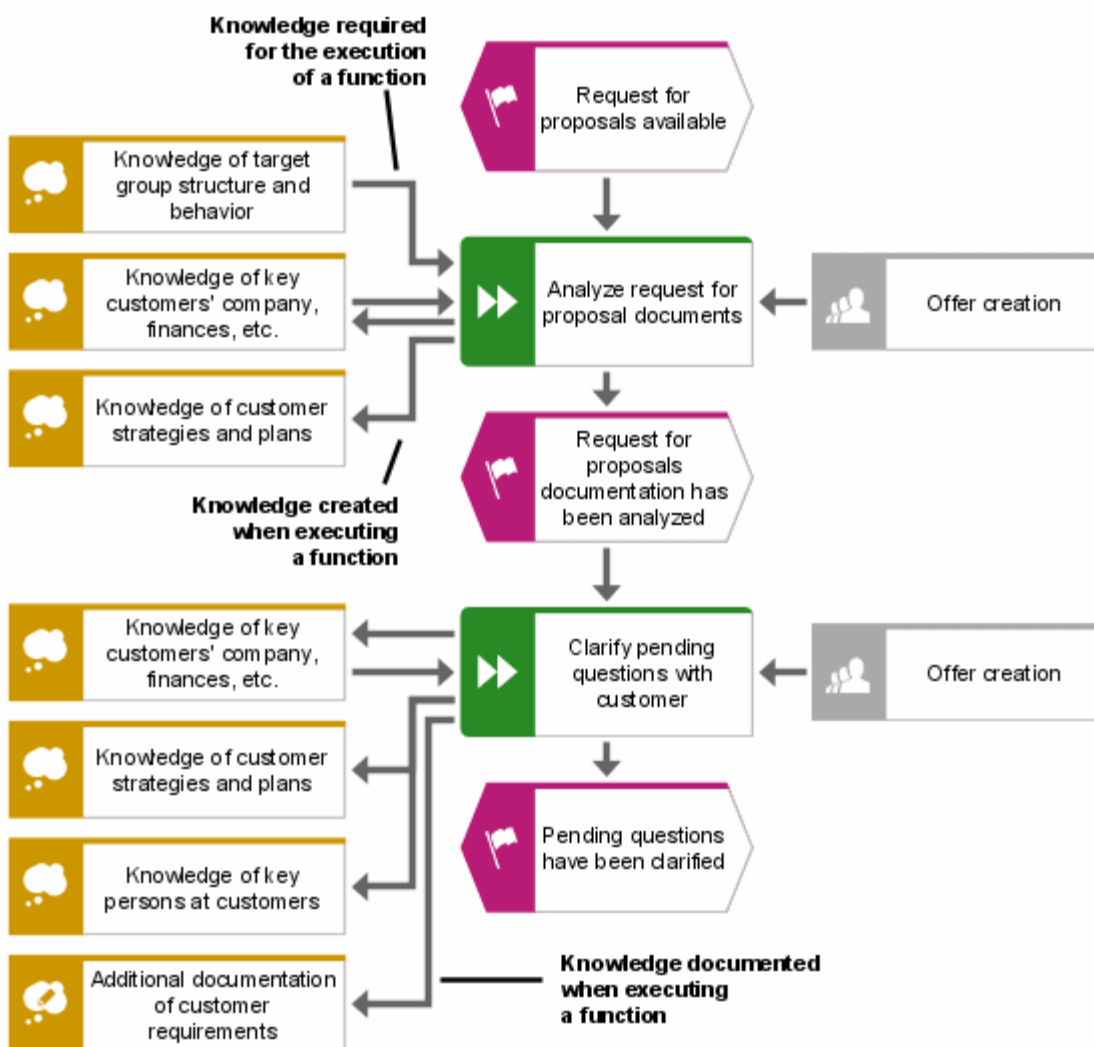 Knowledge required
for the execution
of a function
Request for
proposals available
Knowledge of target
group structure and
behavior
Knowledge of key
customers' company,
finances, etc.
Analyze request for
proposal documents
Offer creation
Knowledge of customer
strategies and plans
Request for
proposals
documentation has
been analyzed
Knowledge created
when executing
a function
Knowledge of key
customers' company,
finances, etc.
Clarify pending
questions with
customer
Offer creation
Knowledge of customer
strategies and plans
Pending questions
have been clarified
Knowledge of key
persons at customers
Additional documentation
of customer
requirements
Knowledge documented
when executing
a function